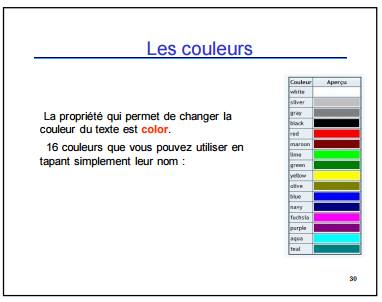 Les couleurs
La propriété qui permet de changer la
couleur du texte est color.
16 couleurs que vous pouvez utiliser en
tapant simplement leur nom :
Couleur Aperçu
white
silver
gray
black
red
maroon
lime
green
yellow
olive
blue
navy
fuchsia
purple
aqua
teal
30